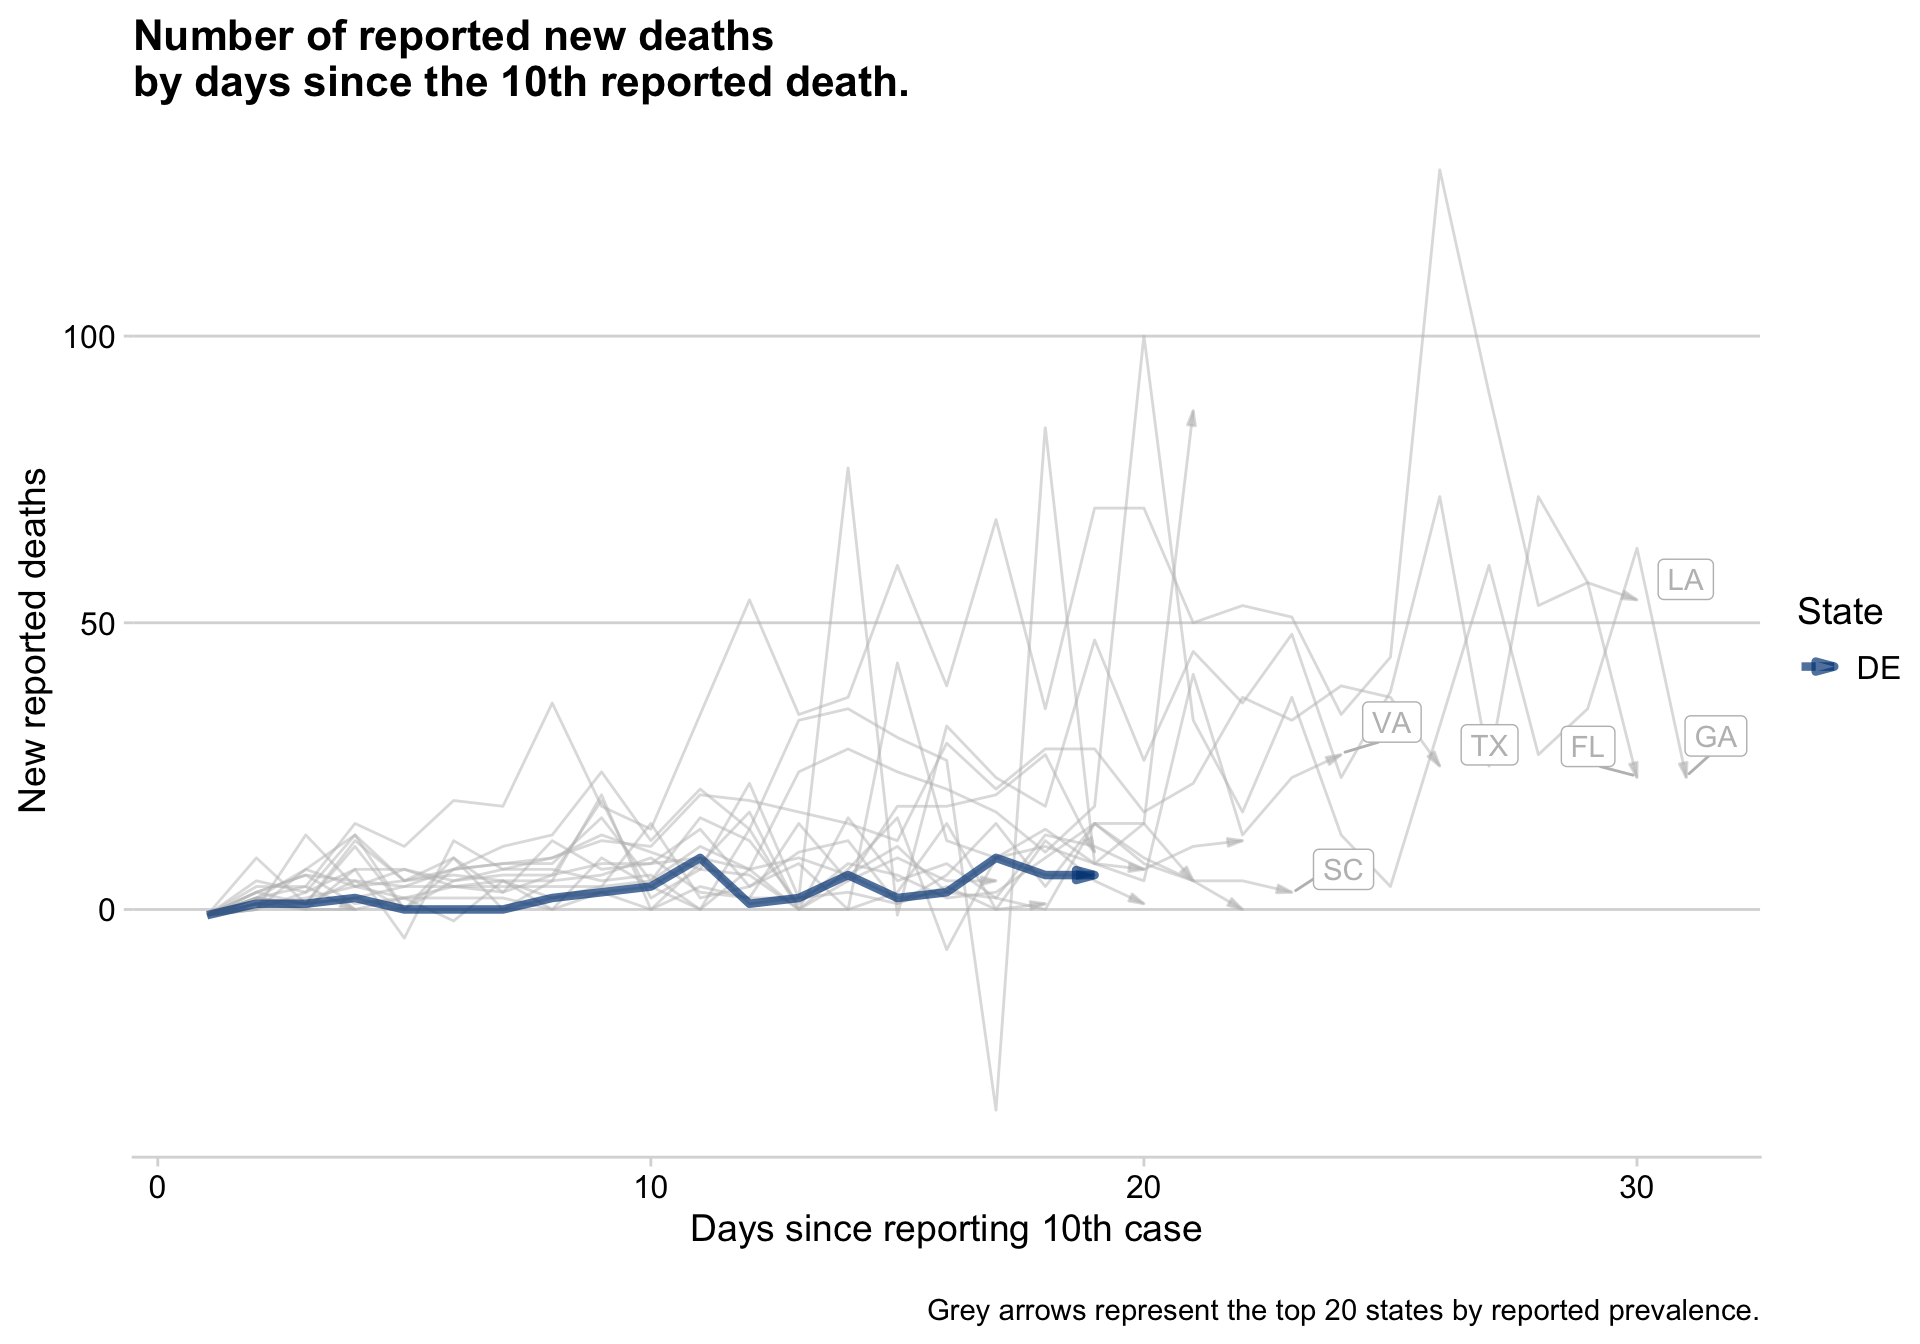 Number of reported new deaths
by days since the 10th reported death.
New reported deaths
100
50
0
LA
VA
TX
FL
GA
SC
State
DE
0
10
20
30
Days since reporting 10th case
Grey arrows represent the top 20 states by reported prevalence.